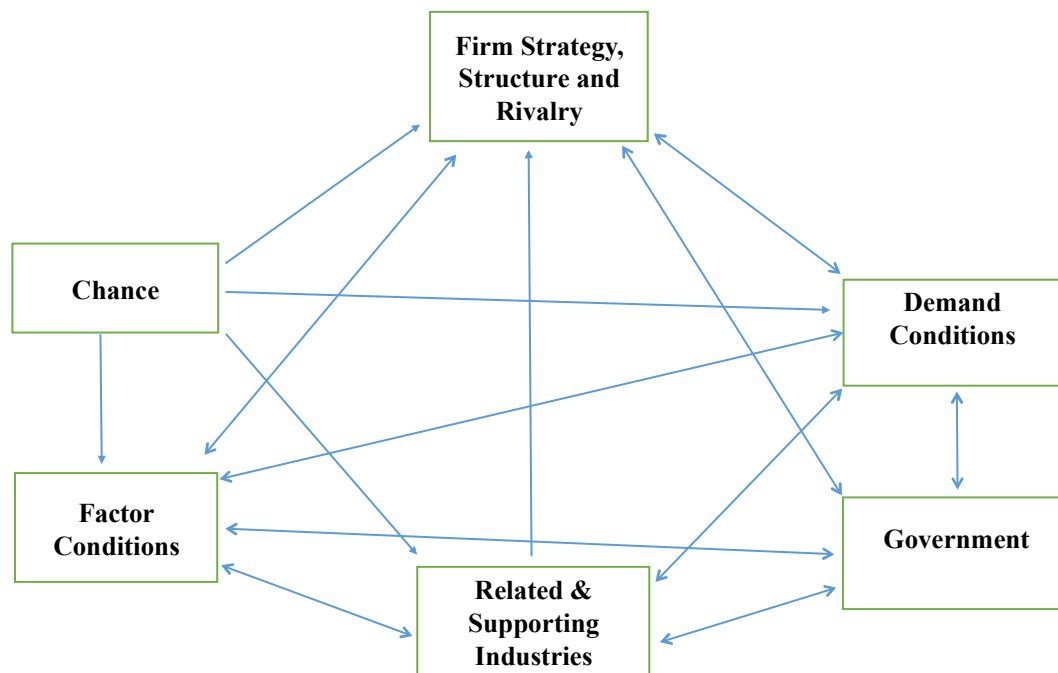 Firm Strategy,
Structure and
Rivalry
Chance
Demand
Conditions
Factor
Conditions
Government
Related &
Supporting
Industries